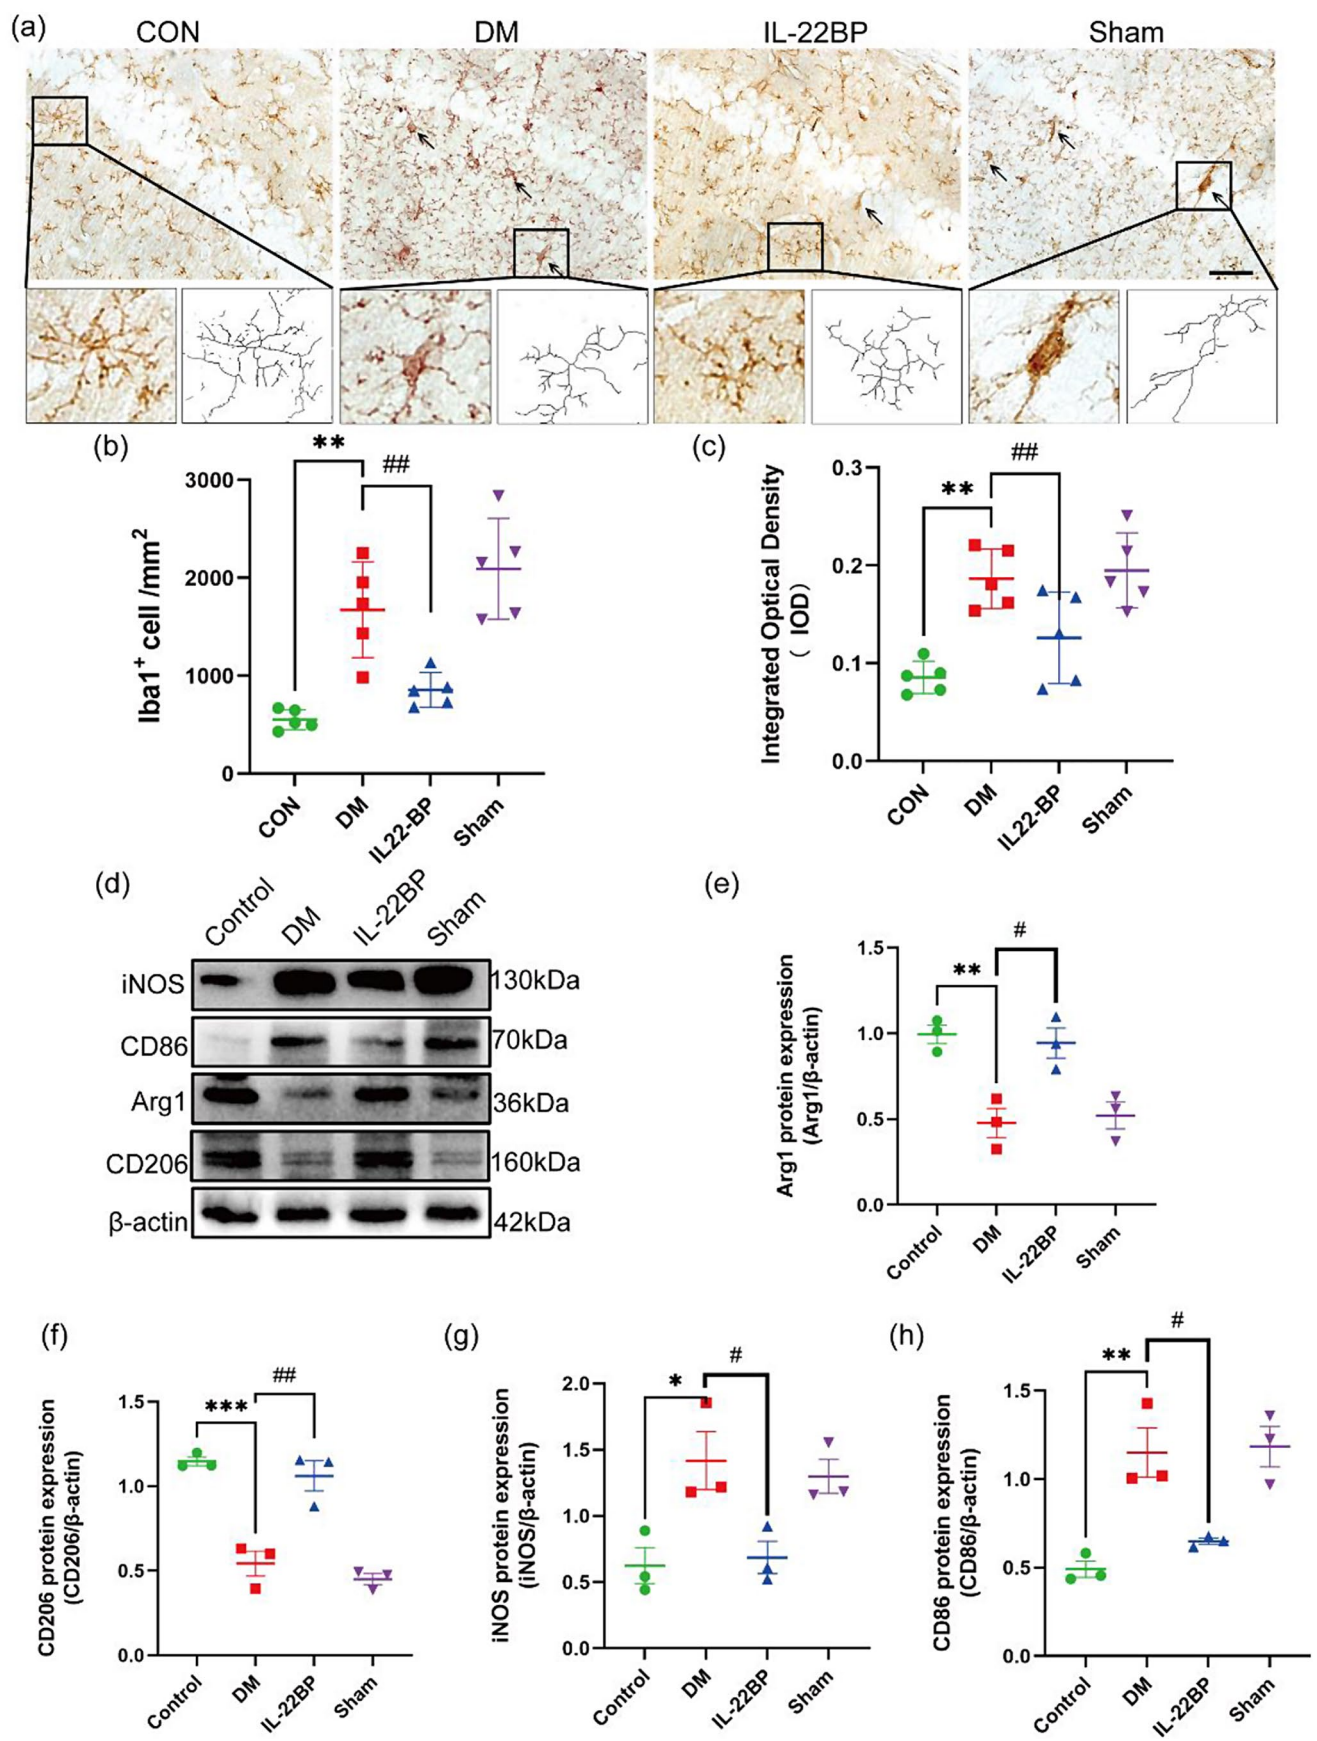 (a)
CON
DM
IL-22BP
Sham
(b)
**
##
3000
2000
1000
0
Iba1+ cell /mm2
CON
DM
IL22-BP
Sham
(c)
**
##
0.3
0.2
0.1
0.0
Integrated Optical Density
（ IOD）
CON
DM
IL22-BP
Sham
(d)
Control
DM
IL-22BP
Sham
iNOS
130kDa
CD86
70kDa
Arg1
36kDa
CD206
160kDa
β-actin
42kDa
(e)
**
#
1.5
1.0
0.5
0.0
Arg1 protein expression
(Arg1/β-actin)
Control
DM
IL-22BP
Sham
(f)
***
##
1.5
1.0
0.5
0.0
CD206 protein expression
(CD206/β-actin)
Control
DM
IL-22BP
Sham
(g)
*
#
2.0
1.5
1.0
0.5
0.0
iNOS protein expression
(iNOS/β-actin)
Control
DM
IL-22BP
Sham
(h)
**
#
1.5
1.0
0.5
0.0
CD86 protein expression
(CD86/β-actin)
Control
DM
IL-22BP
Sham